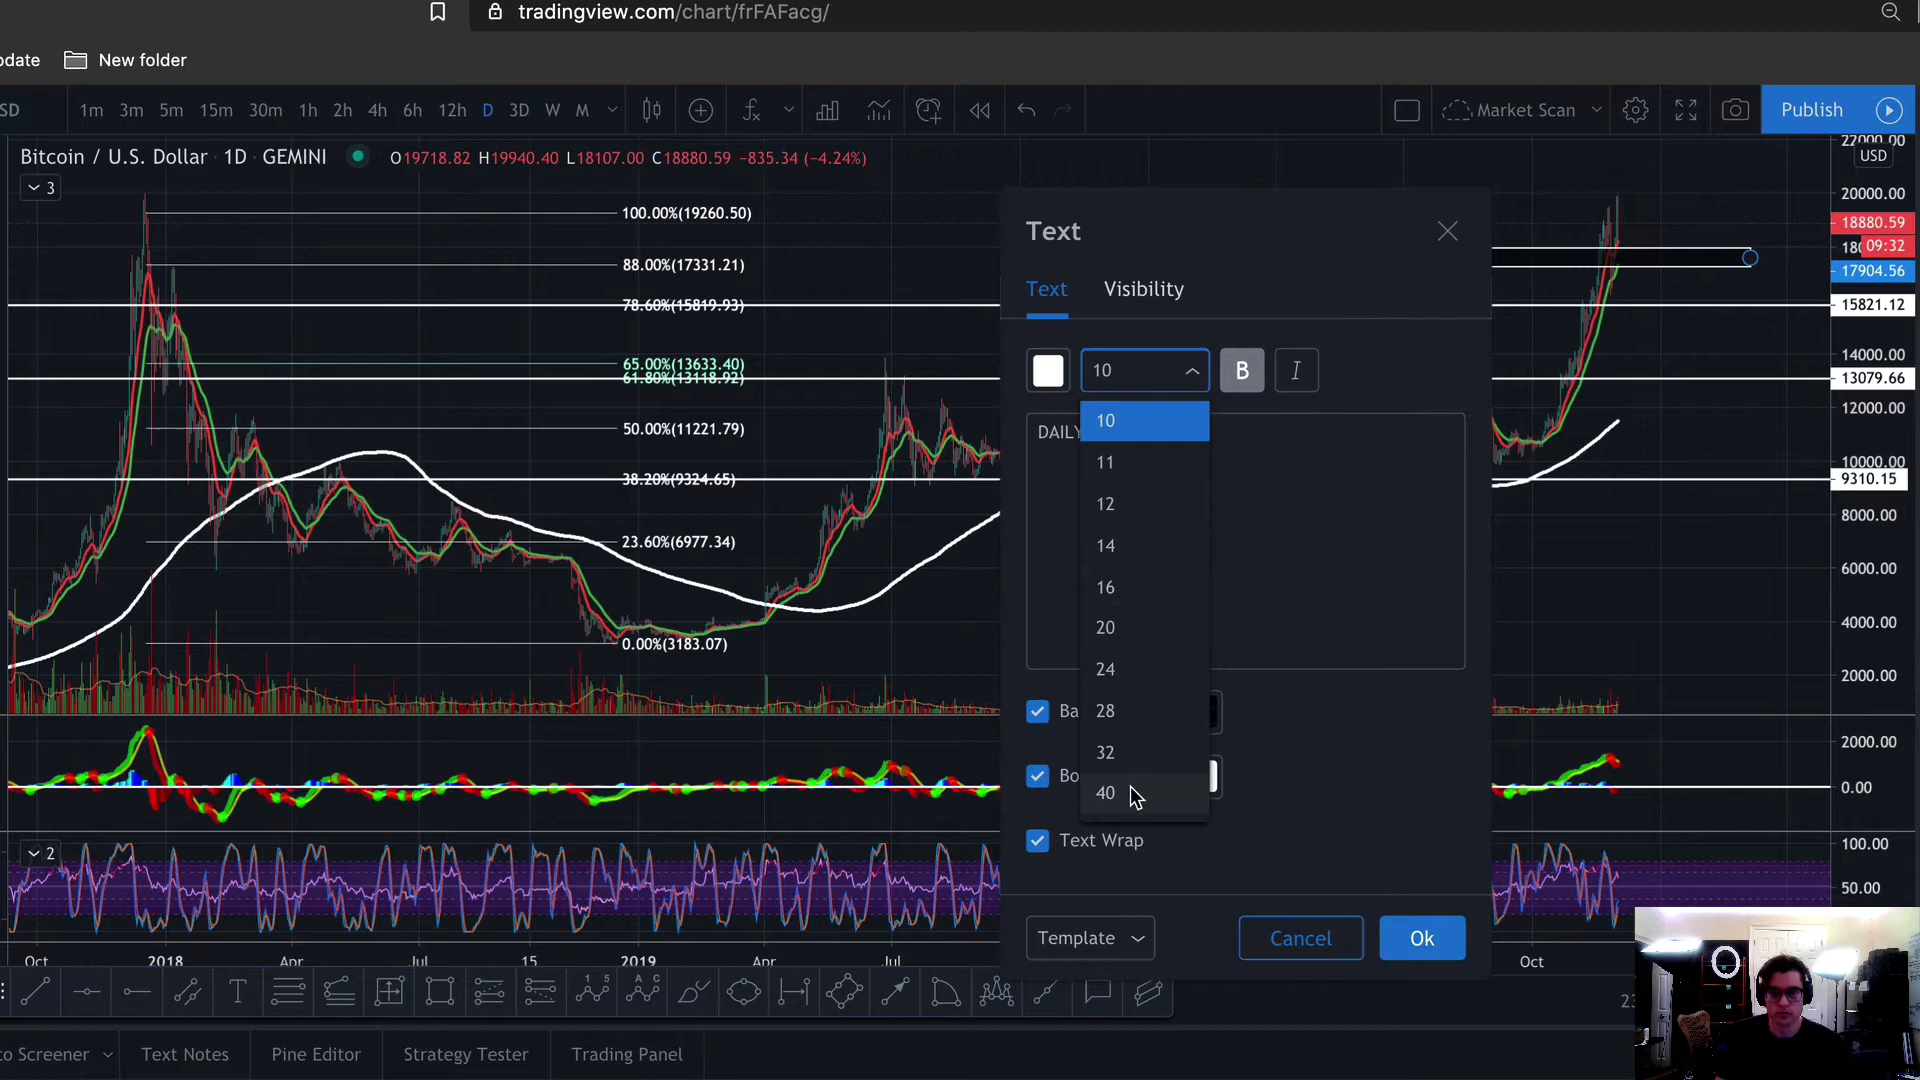 tradingview.com/chart/frFAFacg/
pdate New folder
SD 1m 3m 5m 15m 30m 1h 2h 4h 6h 12h D 3D W M Market Scan Publish
Bitcoin / U.S. Dollar · 1D · GEMINI O19718.82 H19940.40 L18107.00 C18880.59 −835.34 (−4.24%)
3
100.00%(19260.50)
88.00%(17331.21)
78.60%(15819.93)
65.00%(13633.40)
61.80%(13118.92)
50.00%(11221.79)
38.20%(9324.65)
23.60%(6977.34)
0.00%(3183.07)
Text
Text Visibility
10 B I
DAILY
10
11
12
14
16
20
24
28
32
40
Ba
Bo
Text Wrap
Template Cancel Ok
22000.00
USD
20000.00
18880.59
180 09:32
17904.56
15821.12
14000.00
13079.66
12000.00
10000.00
9310.15
8000.00
6000.00
4000.00
2000.00
2000.00
0.00
2
100.00
50.00
Oct 2018 Apr Jul 15 2019 Apr Jul Oct
T 1 5 A C
23
to Screener Text Notes Pine Editor Strategy Tester Trading Panel